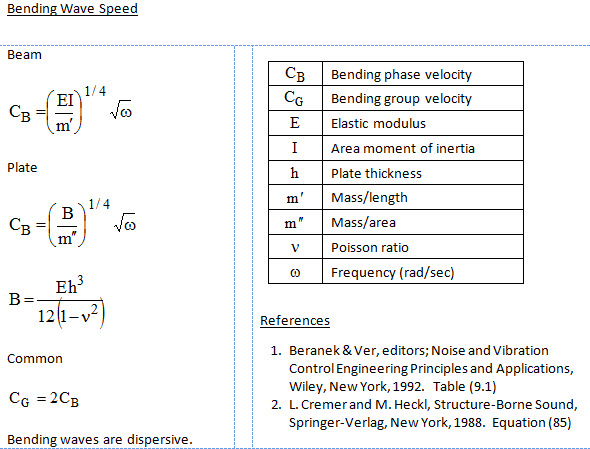 Bending Wave Speed
Beam
C_B = (EI / m')^{1/4} √ω
Plate
C_B = (B / m")^{1/4} √ω
B = Eh³ / 12(1 − ν²)
Common
C_G = 2C_B
Bending waves are dispersive.
C_B Bending phase velocity
C_G Bending group velocity
E Elastic modulus
I Area moment of inertia
h Plate thickness
m' Mass/length
m" Mass/area
ν Poisson ratio
ω Frequency (rad/sec)
References
1. Beranek & Ver, editors; Noise and Vibration
Control Engineering Principles and Applications,
Wiley, New York, 1992. Table (9.1)
2. L. Cremer and M. Heckl, Structure-Borne Sound,
Springer-Verlag, New York, 1988. Equation (85)